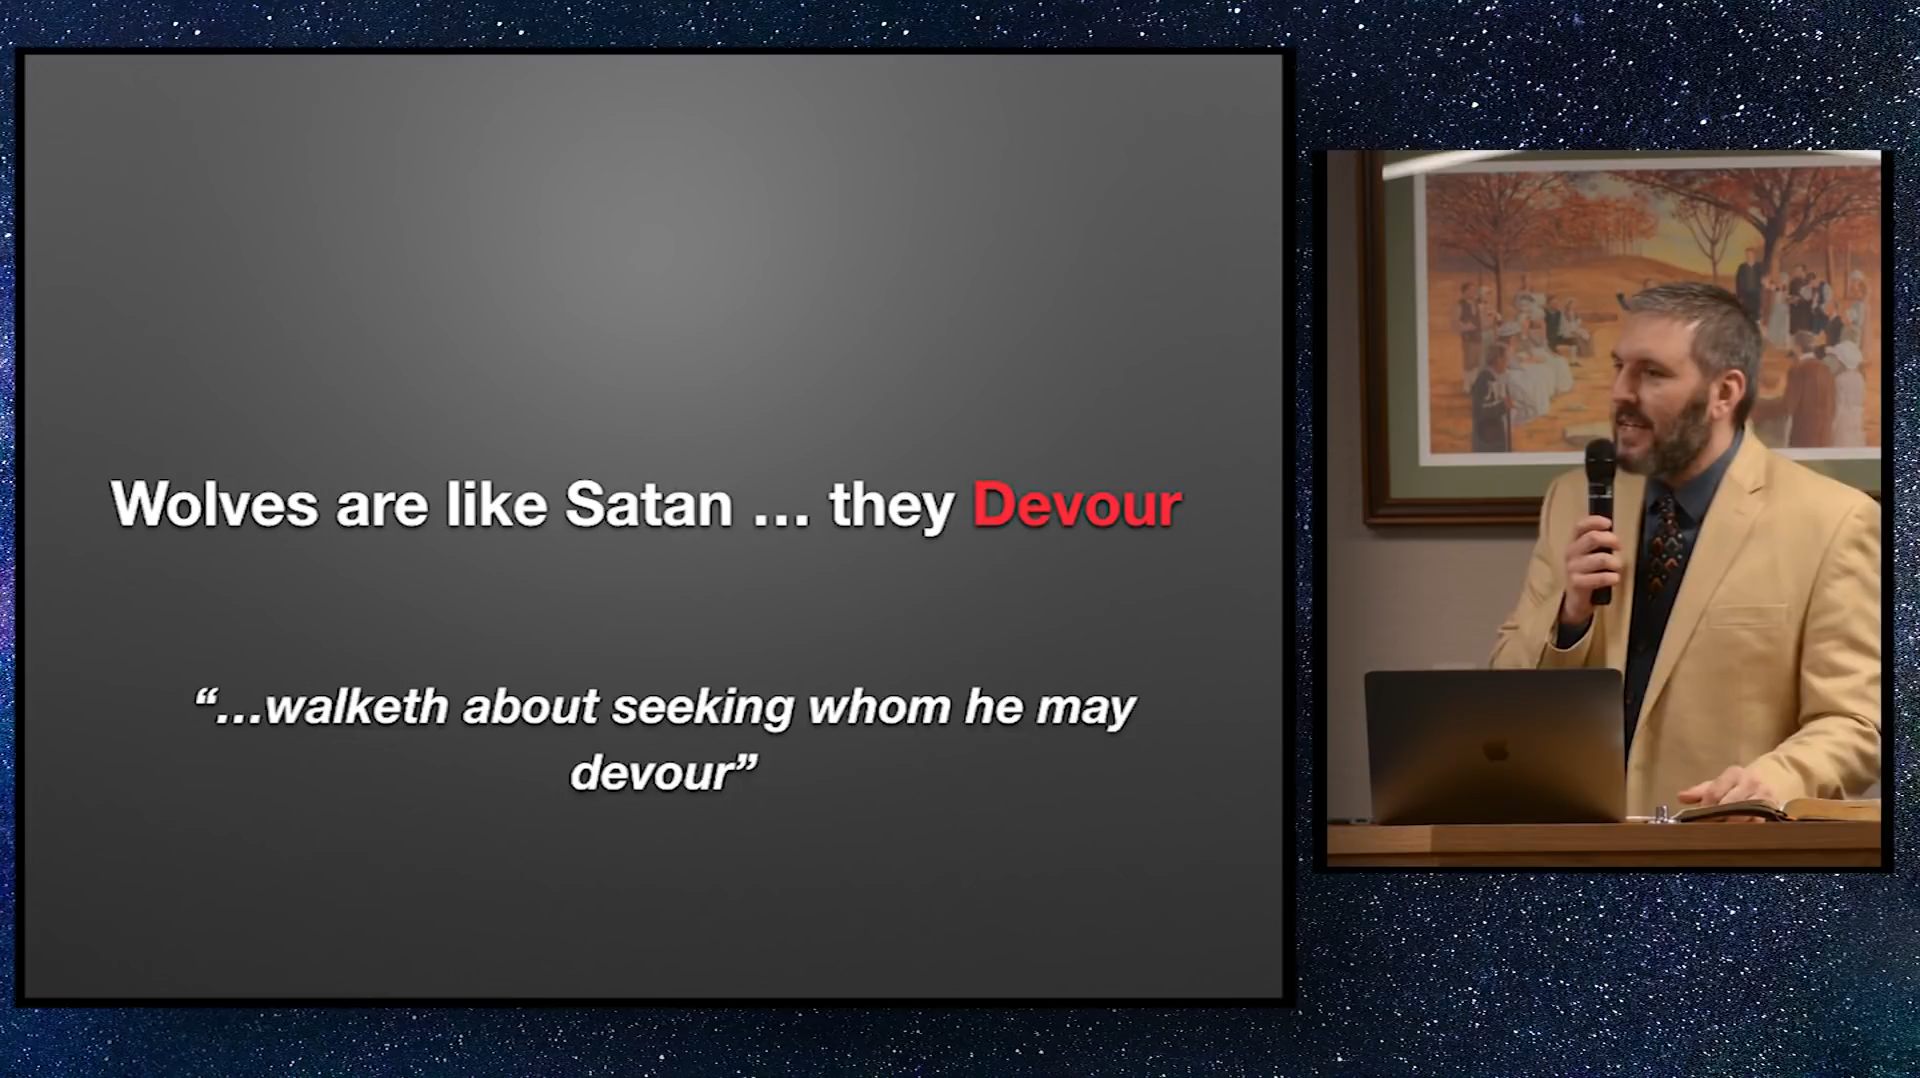 Wolves are like Satan … they Devour
“…walketh about seeking whom he may
devour”